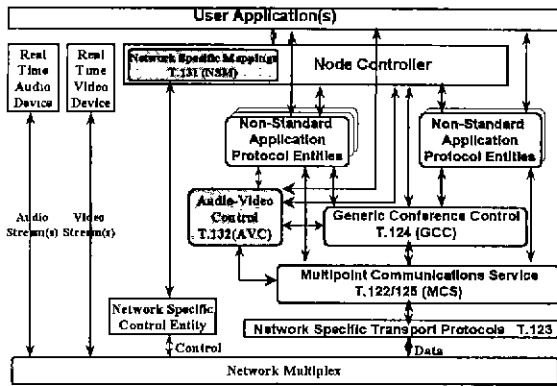 User Application(s)
Real
Time
Audio
Device
Real
Time
Video
Device
Network Specific Mappings
T.131 (NSM)
Node Controller
Non-Standard
Application
Protocol Entities
Non-Standard
Application
Protocol Entities
Audio
Stream(s)
Video
Stream(s)
Audio-Video
Control
T.132(AVC)
Generic Conference Control
T.124 (GCC)
Multipoint Communications Service
T.122/125 (MCS)
Network Specific
Control Entity
Network Specific Transport Protocols T.123
Control
Data
Network Multiplex